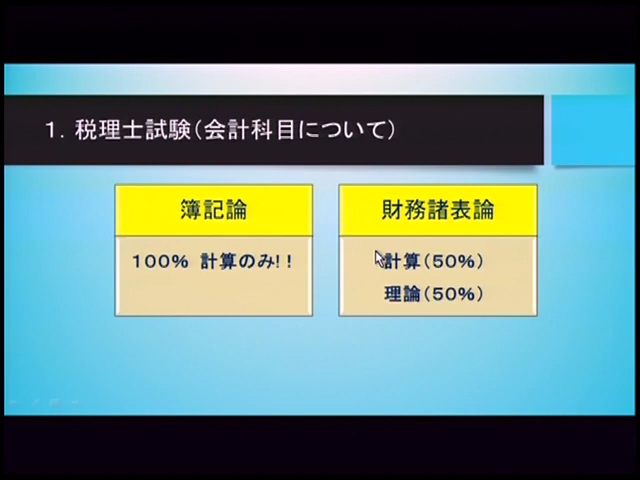 1. 税理士試験(会計科目について)
簿記論
100% 計算のみ!!
財務諸表論
計算(50%)
理論(50%)